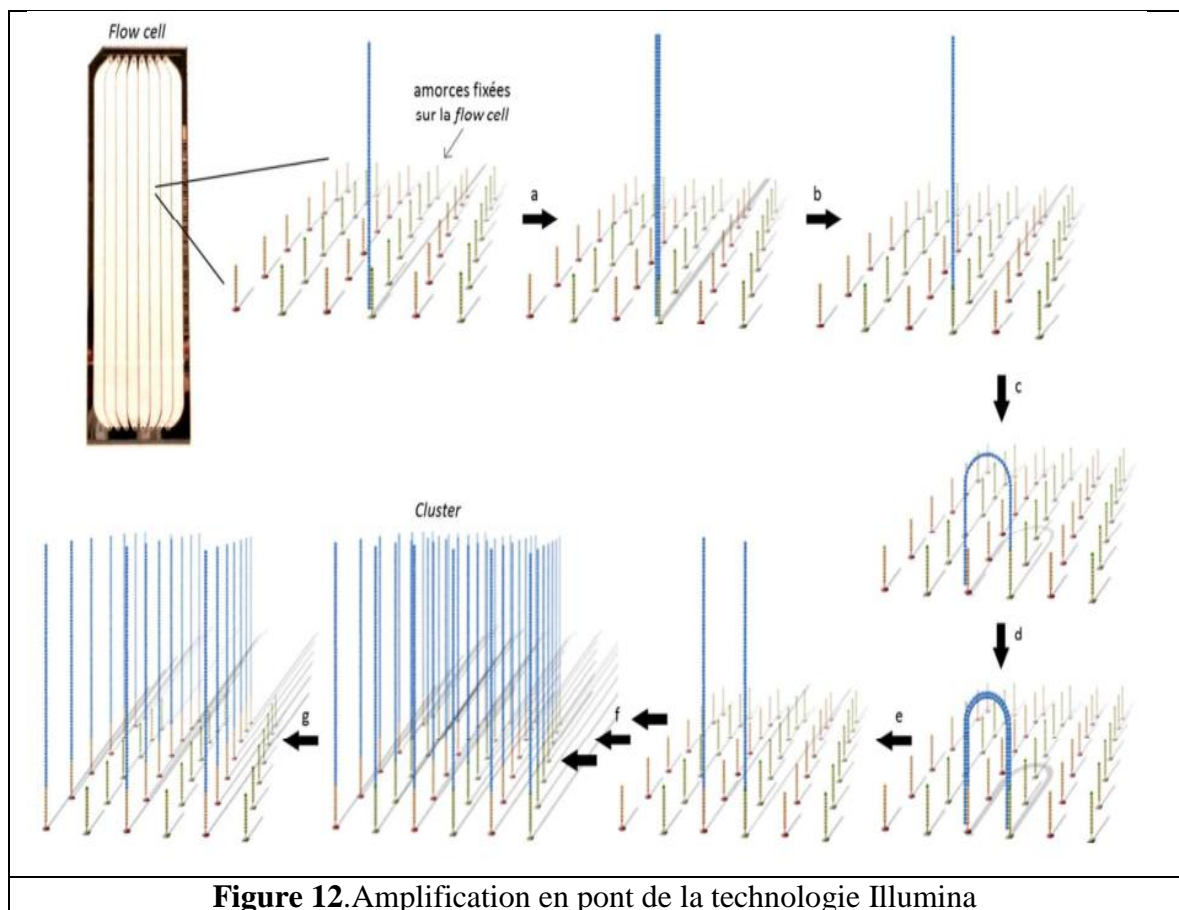 Flow cell
amorces fixées
sur la flow cell
a
b
c
d
e
f
g
Cluster
Figure 12.Amplification en pont de la technologie Illumina